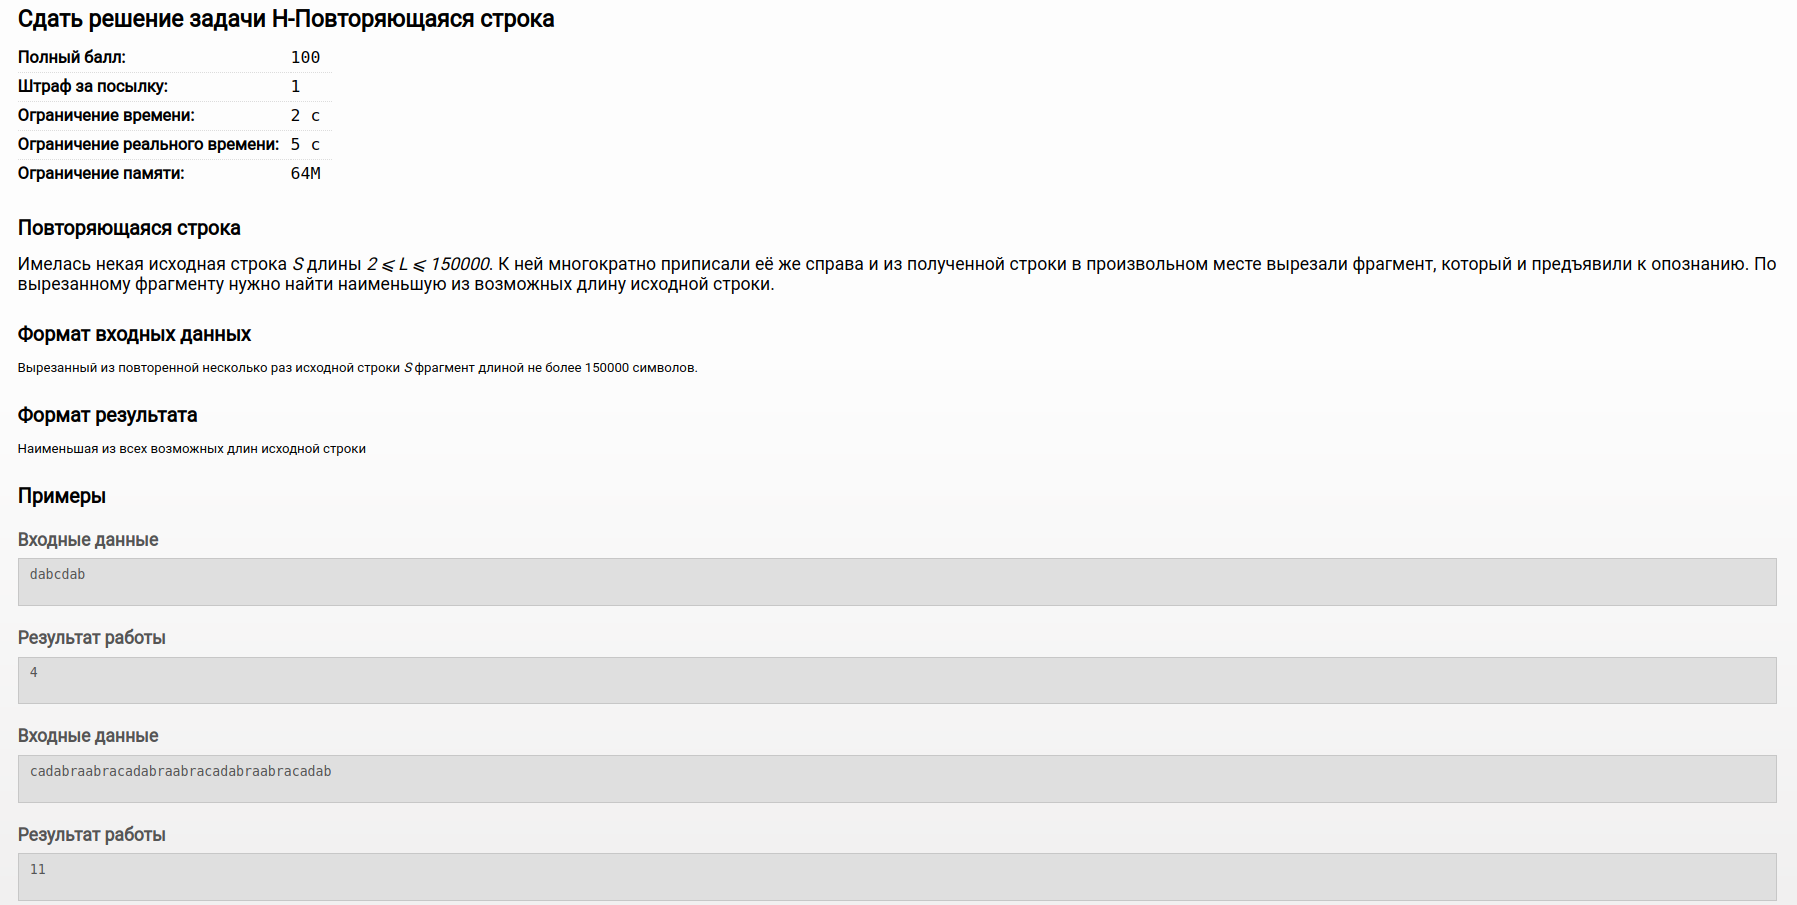 Сдать решение задачи H-Повторяющаяся строка
Полный балл: 100
Штраф за посылку: 1
Ограничение времени: 2 с
Ограничение реального времени: 5 с
Ограничение памяти: 64M
Повторяющаяся строка
Имелась некая исходная строка S длины 2 ⩽ L ⩽ 150000. К ней многократно приписали её же справа и из полученной строки в произвольном месте вырезали фрагмент, который и предъявили к опознанию. По
вырезанному фрагменту нужно найти наименьшую из возможных длину исходной строки.
Формат входных данных
Вырезанный из повторенной несколько раз исходной строки S фрагмент длиной не более 150000 символов.
Формат результата
Наименьшая из всех возможных длин исходной строки
Примеры
Входные данные
dabcdab
Результат работы
4
Входные данные
cadabraabracadabraabracadabraabracadab
Результат работы
11